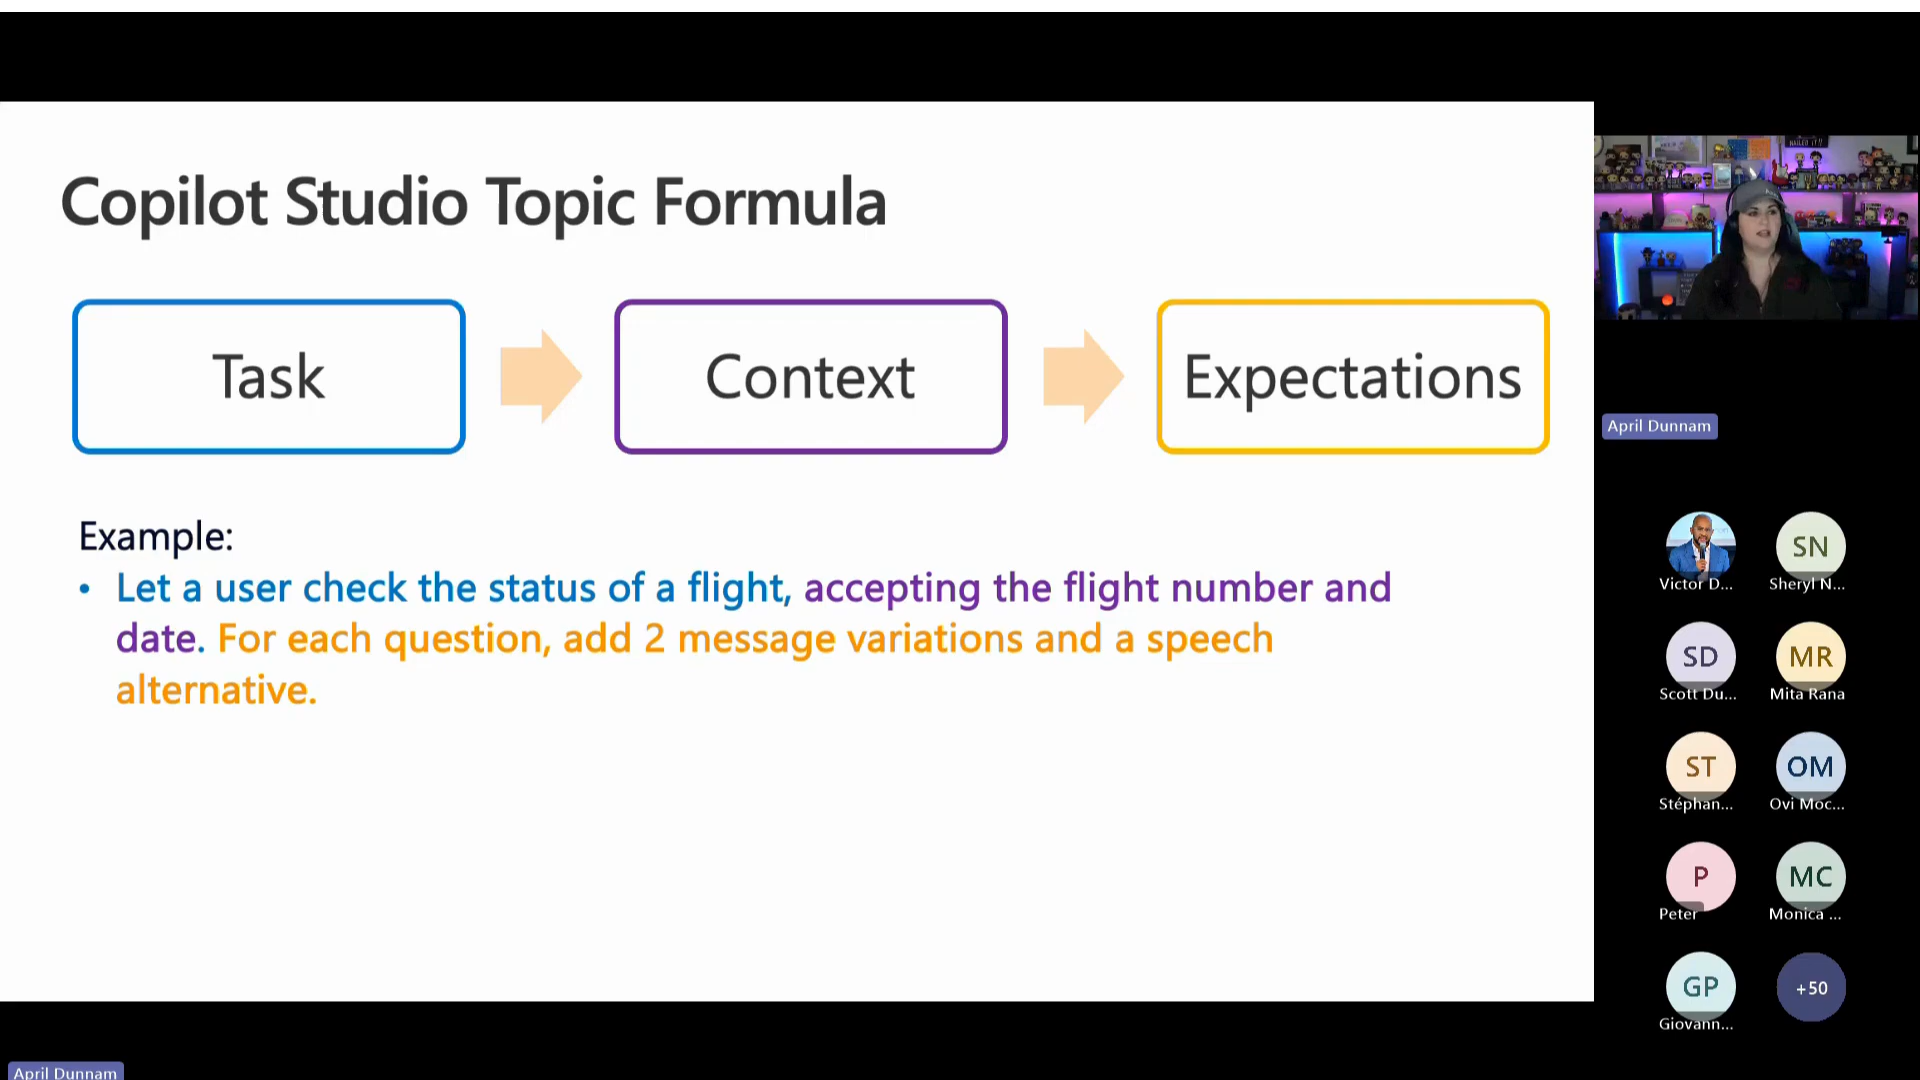 Copilot Studio Topic Formula
Task
Context
Expectations
Example:
• Let a user check the status of a flight, accepting the flight number and
date. For each question, add 2 message variations and a speech
alternative.
April Dunnam
Victor D...
SN
Sheryl N...
SD
Scott Du...
MR
Mita Rana
ST
Stéphan...
OM
Ovi Moc...
P
Peter
MC
Monica ...
GP
Giovann...
+50
April Dunnam